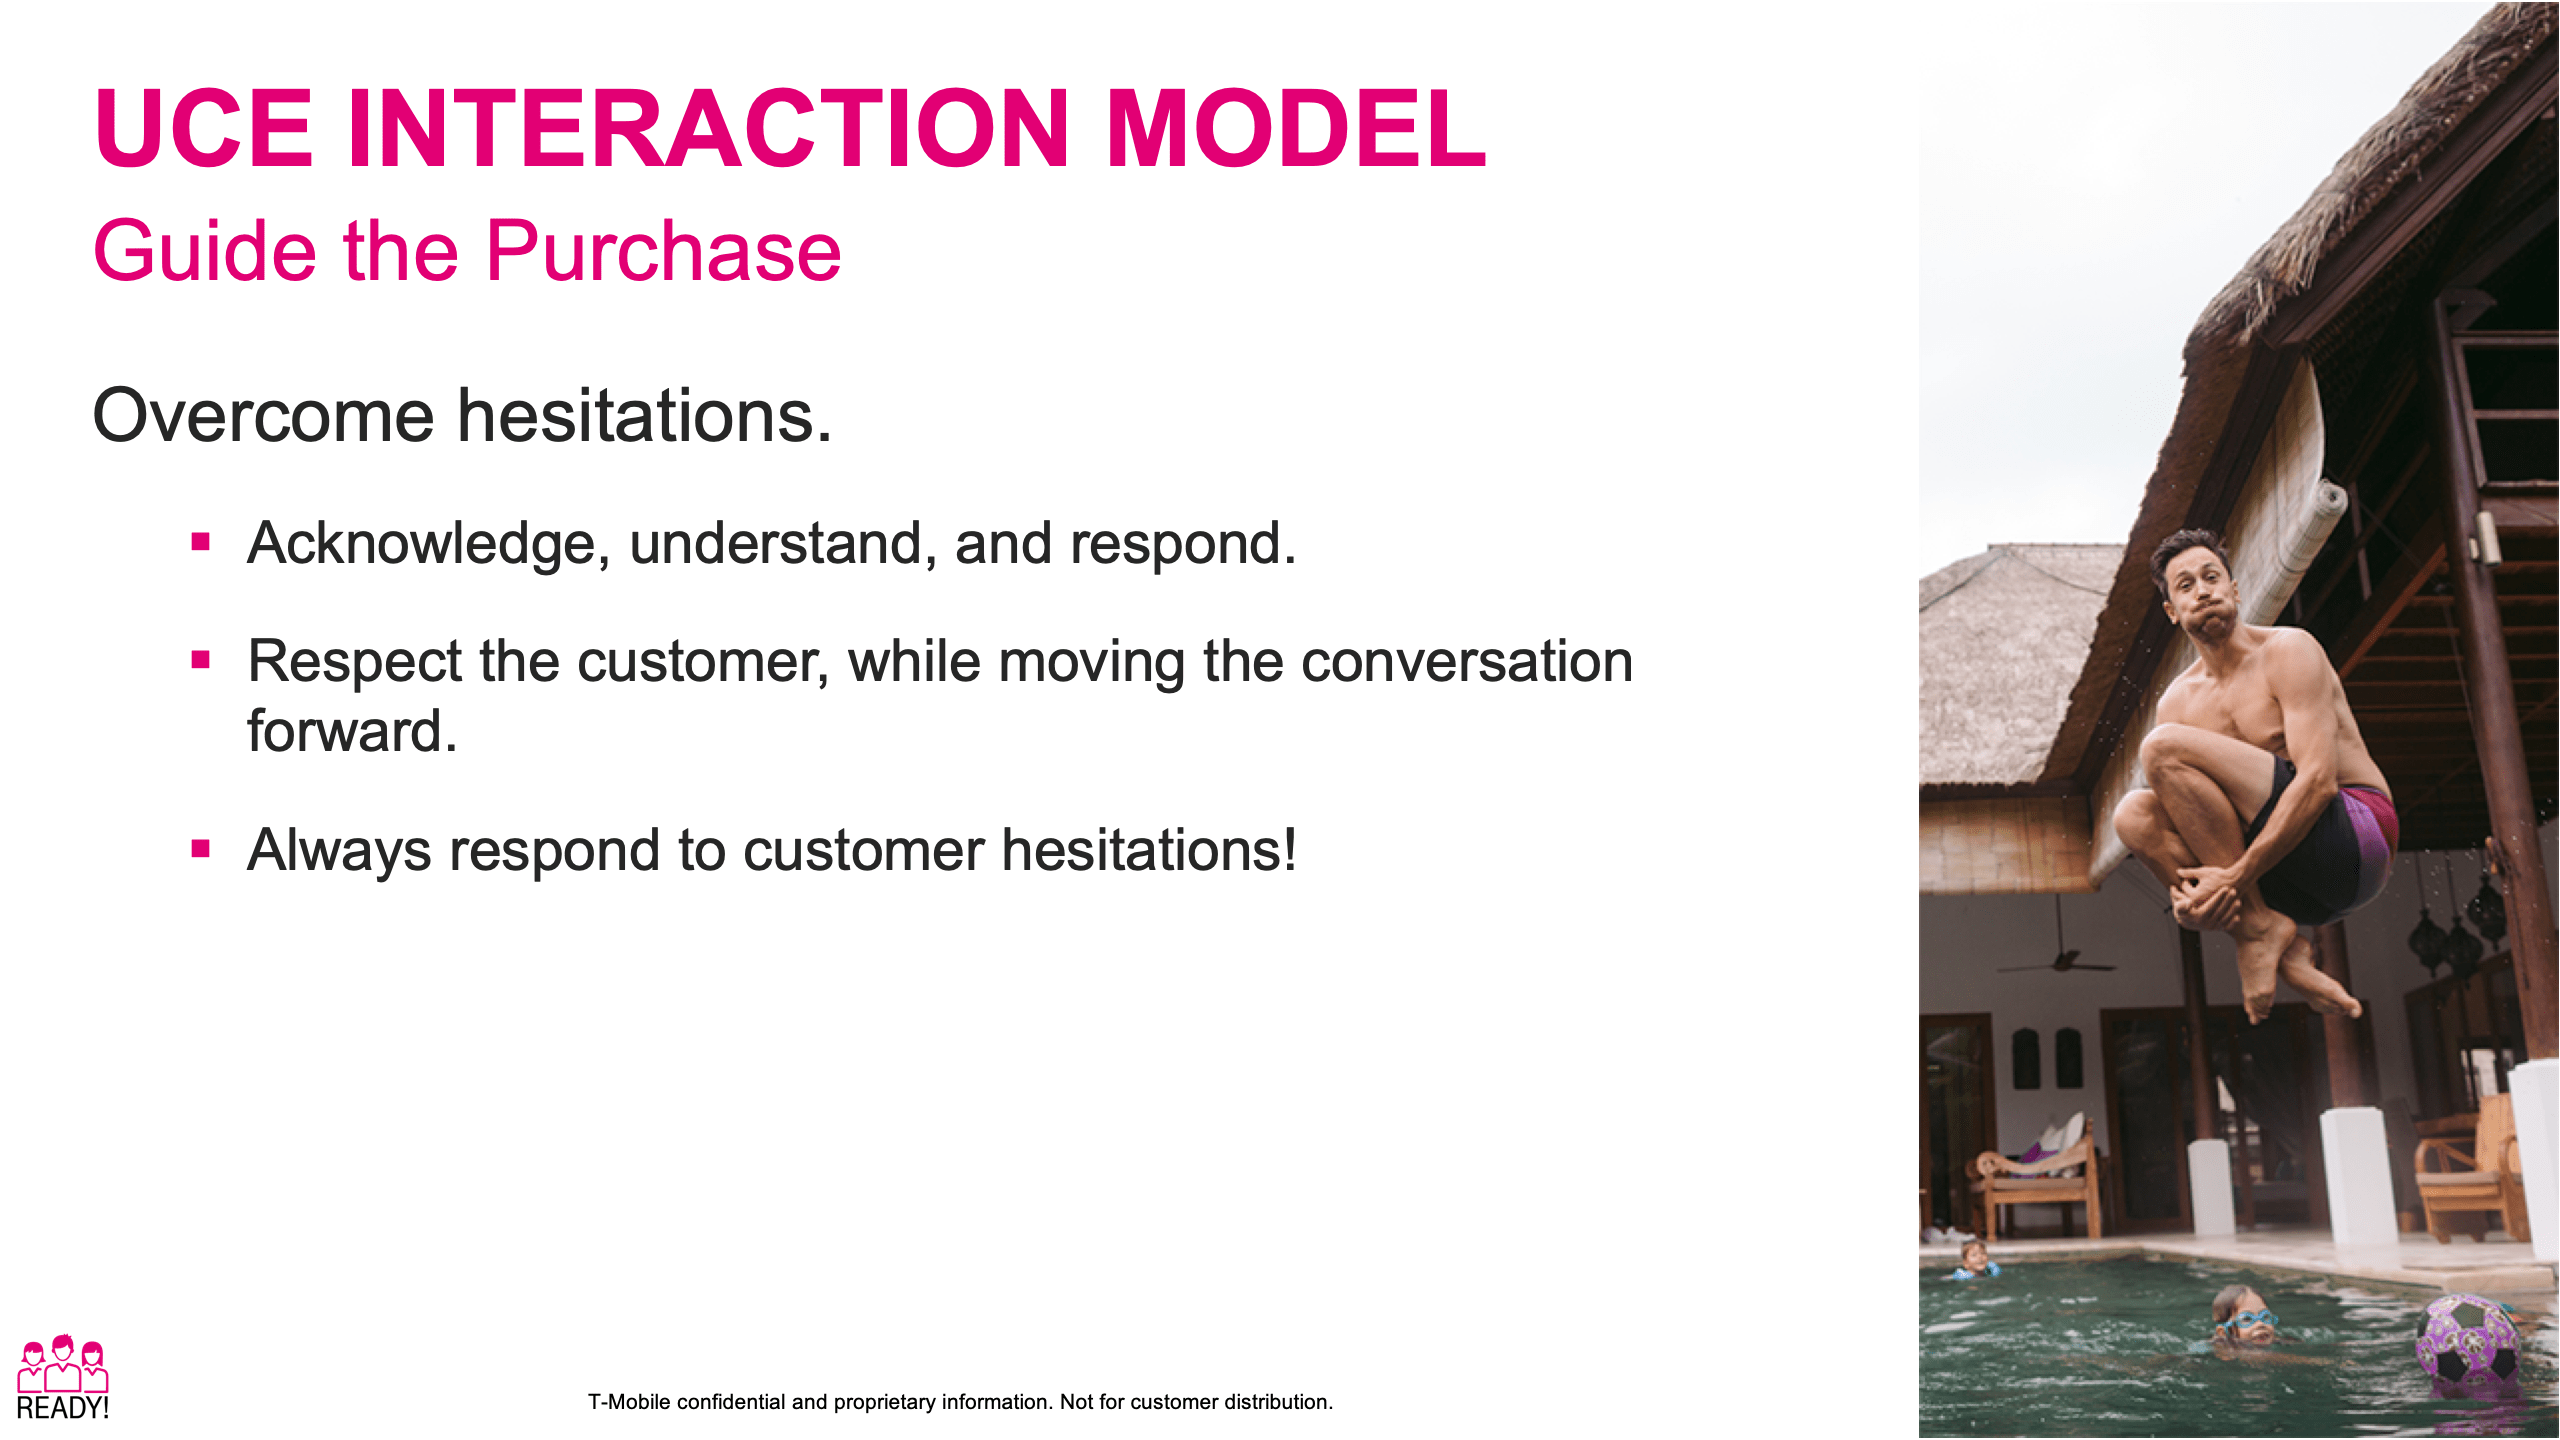 UCE INTERACTION MODEL
Guide the Purchase
Overcome hesitations.
▪ Acknowledge, understand, and respond.
▪ Respect the customer, while moving the conversation
forward.
▪ Always respond to customer hesitations!
READY!
T-Mobile confidential and proprietary information. Not for customer distribution.